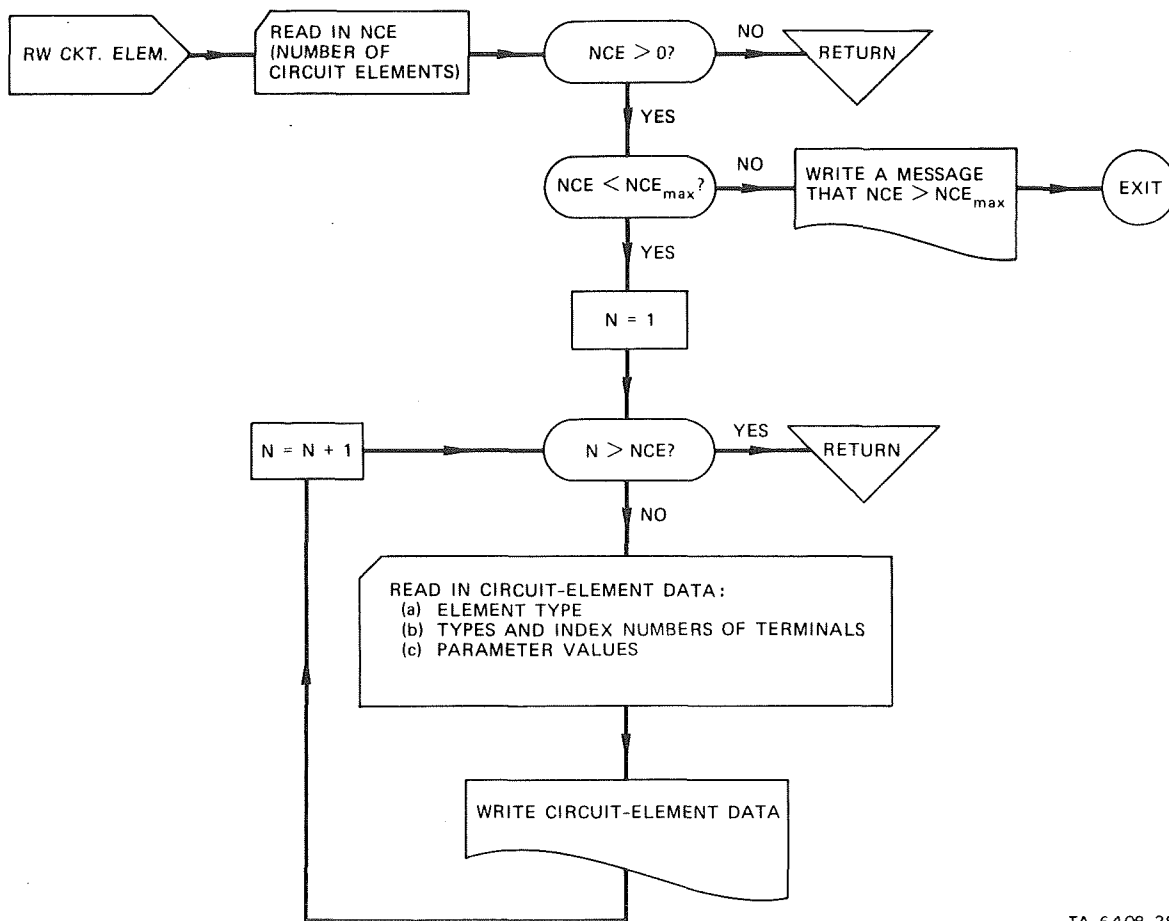 RW CKT. ELEM.
READ IN NCE
(NUMBER OF
CIRCUIT ELEMENTS)
NCE > 0?
NO
RETURN
YES
NCE < NCEmax?
NO
WRITE A MESSAGE
THAT NCE > NCEmax
EXIT
YES
N = 1
N = N + 1
N > NCE?
YES
RETURN
NO
READ IN CIRCUIT-ELEMENT DATA:
(a) ELEMENT TYPE
(b) TYPES AND INDEX NUMBERS OF TERMINALS
(c) PARAMETER VALUES
WRITE CIRCUIT-ELEMENT DATA